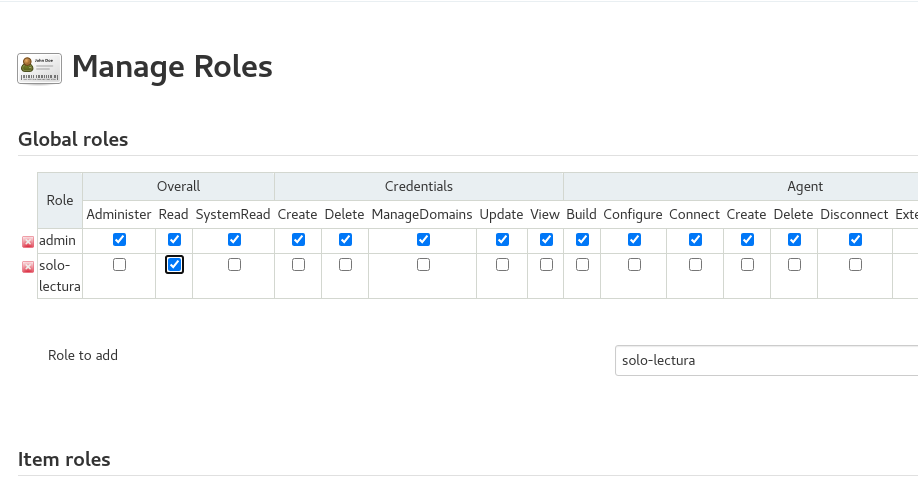 Manage Roles
Global roles
Role Overall Credentials Agent
Administer Read SystemRead Create Delete ManageDomains Update View Build Configure Connect Create Delete Disconnect Exte
admin
solo-
lectura
Role to add solo-lectura
Item roles